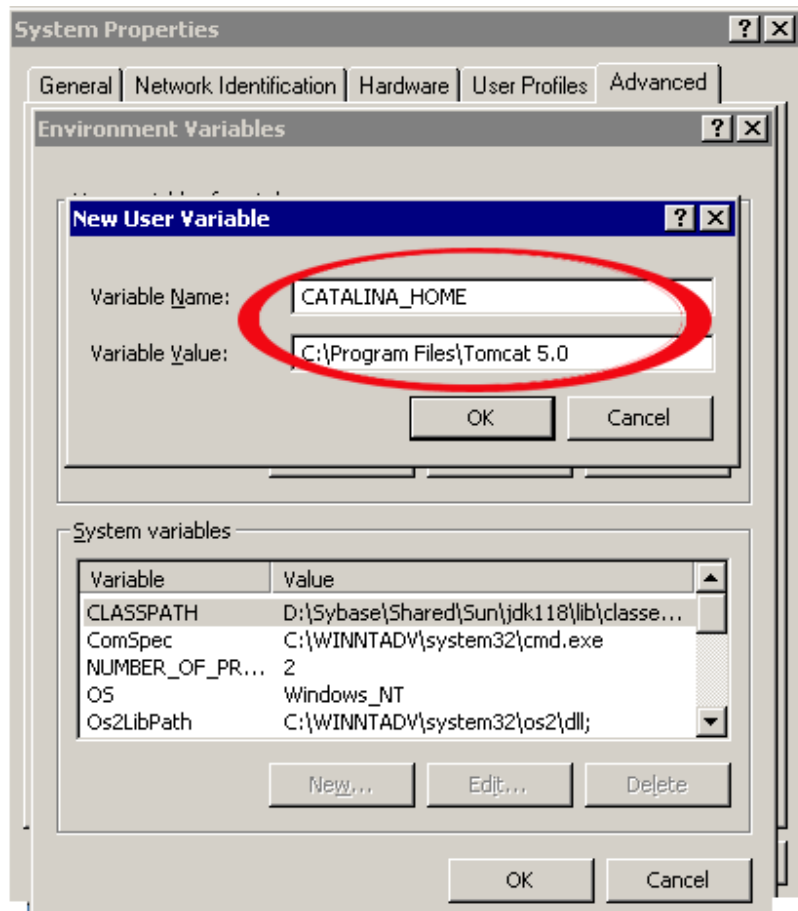 System Properties
General Network Identification Hardware User Profiles Advanced
Environment Variables
New User Variable
Variable Name: CATALINA_HOME
Variable Value: C:\Program Files\Tomcat 5.0
OK Cancel
System variables
Variable Value
CLASSPATH D:\Sybase\Shared\Sun\jdk118\lib\classe...
ComSpec C:\WINNTADV\system32\cmd.exe
NUMBER_OF_PR... 2
OS Windows_NT
Os2LibPath C:\WINNTADV\system32\os2\dll;
New... Edit... Delete
OK Cancel